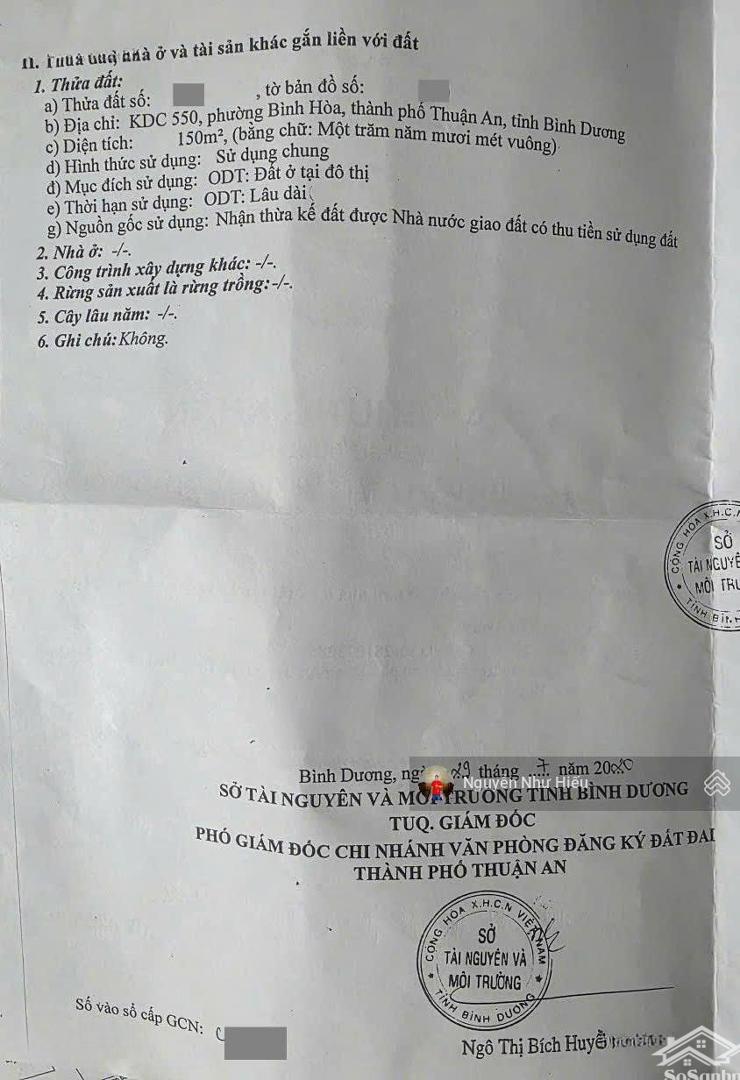 II. Thửa đất, nhà ở và tài sản khác gắn liền với đất
1. Thửa đất:
a) Thửa đất số: , tờ bản đồ số:
b) Địa chỉ: KDC 550, phường Bình Hòa, thành phố Thuận An, tỉnh Bình Dương
c) Diện tích: 150m², (bằng chữ: Một trăm năm mươi mét vuông)
d) Hình thức sử dụng: Sử dụng chung
đ) Mục đích sử dụng: ODT: Đất ở tại đô thị
e) Thời hạn sử dụng: ODT: Lâu dài
g) Nguồn gốc sử dụng: Nhận thừa kế đất được Nhà nước giao đất có thu tiền sử dụng đất
2. Nhà ở: -/-.
3. Công trình xây dựng khác: -/-.
4. Rừng sản xuất là rừng trồng: -/-.
5. Cây lâu năm: -/-.
6. Ghi chú: Không.
CỘNG HÒA X.H.C.N
SỞ
TÀI NGUYÊ
MÔI TRƯ
TỈNH BÌNH
Bình Dương, ngày 29 tháng 7 năm 2020
Nguyễn Như Hiếu
SỞ TÀI NGUYÊN VÀ MÔI TRƯỜNG TỈNH BÌNH DƯƠNG
TUQ. GIÁM ĐỐC
PHÓ GIÁM ĐỐC CHI NHÁNH VĂN PHÒNG ĐĂNG KÝ ĐẤT ĐAI
THÀNH PHỐ THUẬN AN
CỘNG HÒA X.H.C.N VIỆT NAM
SỞ
TÀI NGUYÊN VÀ
MÔI TRƯỜNG
TỈNH BÌNH DƯƠNG
Số vào sổ cấp GCN: C
Ngô Thị Bích Huyền
SoSanh